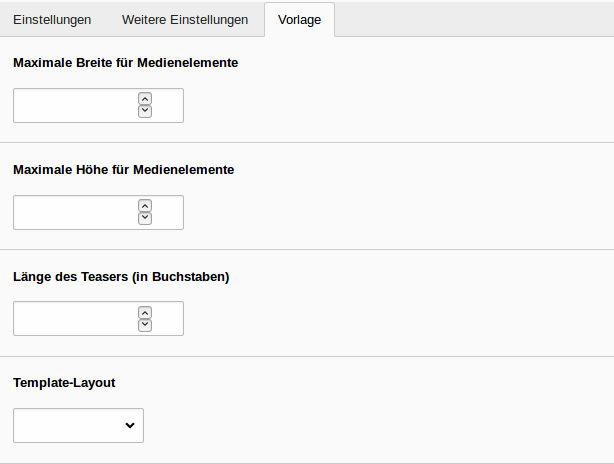 Einstellungen Weitere Einstellungen Vorlage
Maximale Breite für Medienelemente
Maximale Höhe für Medienelemente
Länge des Teasers (in Buchstaben)
Template-Layout